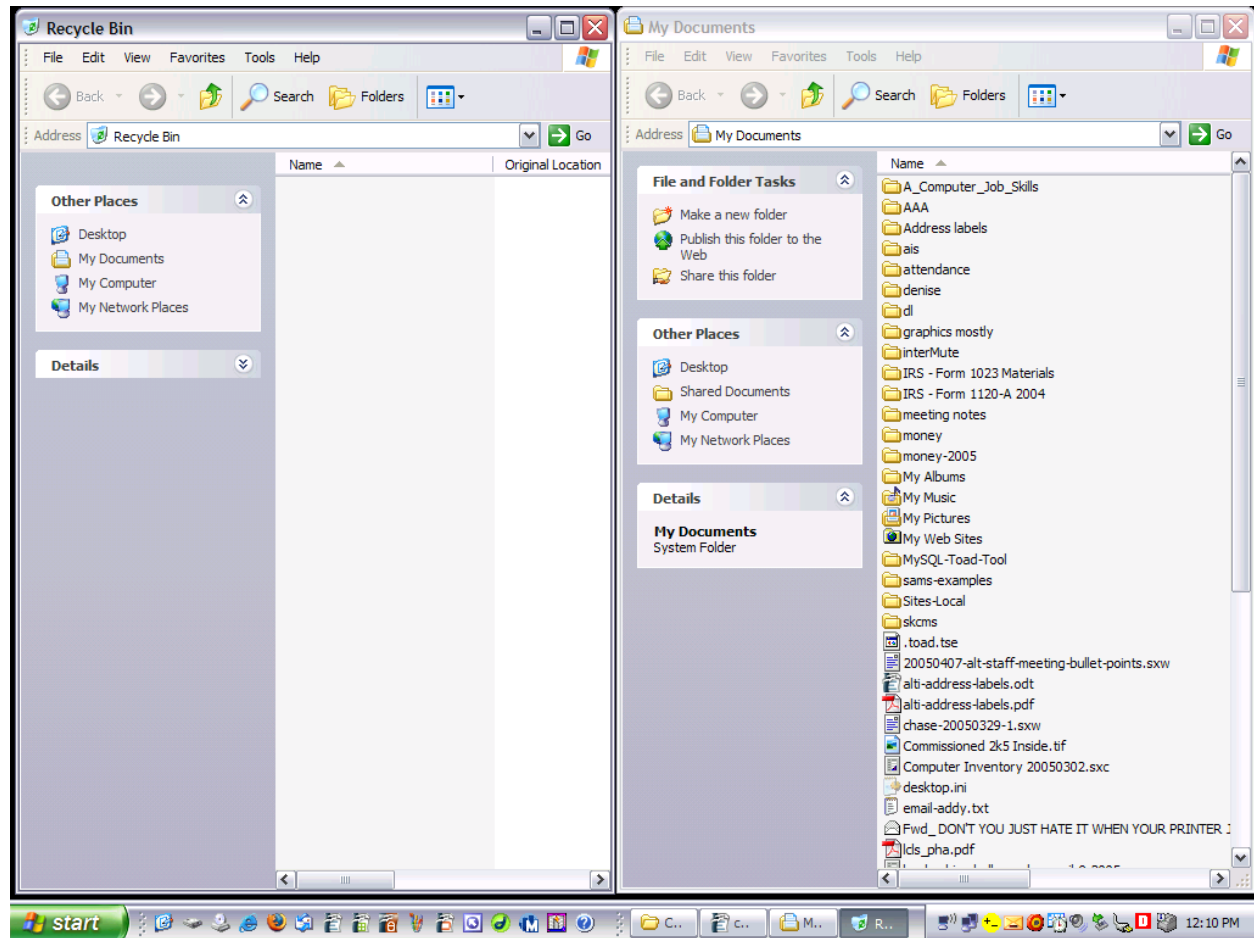 Recycle Bin
File Edit View Favorites Tools Help
Back Search Folders
Address Recycle Bin Go
Name Original Location
Other Places
Desktop
My Documents
My Computer
My Network Places
Details
My Documents
File Edit View Favorites Tools Help
Back Search Folders
Address My Documents Go
File and Folder Tasks
Make a new folder
Publish this folder to the
Web
Share this folder
Other Places
Desktop
Shared Documents
My Computer
My Network Places
Details
My Documents
System Folder
Name
A_Computer_Job_Skills
AAA
Address labels
ais
attendance
denise
dl
graphics mostly
interMute
IRS - Form 1023 Materials
IRS - Form 1120-A 2004
meeting notes
money
money-2005
My Albums
My Music
My Pictures
My Web Sites
MySQL-Toad-Tool
sams-examples
Sites-Local
skcms
.toad.tse
20050407-alt-staff-meeting-bullet-points.sxw
alti-address-labels.odt
alti-address-labels.pdf
chase-20050329-1.sxw
Commissioned 2k5 Inside.tif
Computer Inventory 20050302.sxc
desktop.ini
email-addy.txt
Fwd_ DON'T YOU JUST HATE IT WHEN YOUR PRINTER J
lcls_pha.pdf
start C.. c.. M.. R.. 12:10 PM